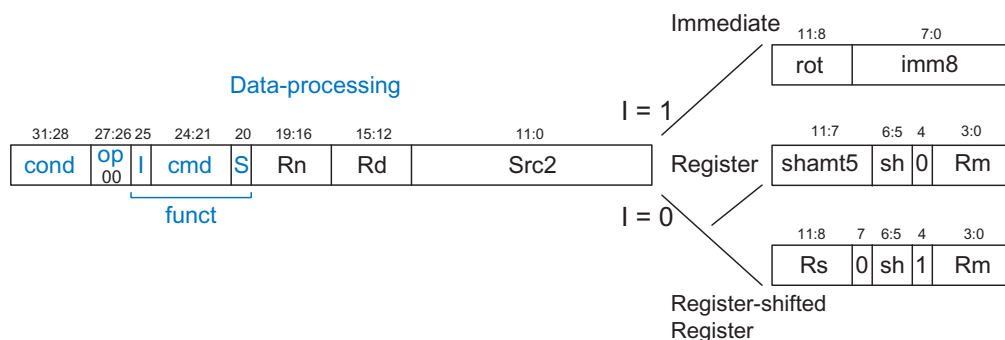 Immediate
11:8 7:0
rot imm8
Data-processing
I = 1
31:28 27:26 25 24:21 20 19:16 15:12 11:0
cond op 00 I cmd S Rn Rd Src2
funct
Register
11:7 6:5 4 3:0
shamt5 sh 0 Rm
I = 0
11:8 7 6:5 4 3:0
Rs 0 sh 1 Rm
Register-shifted
Register